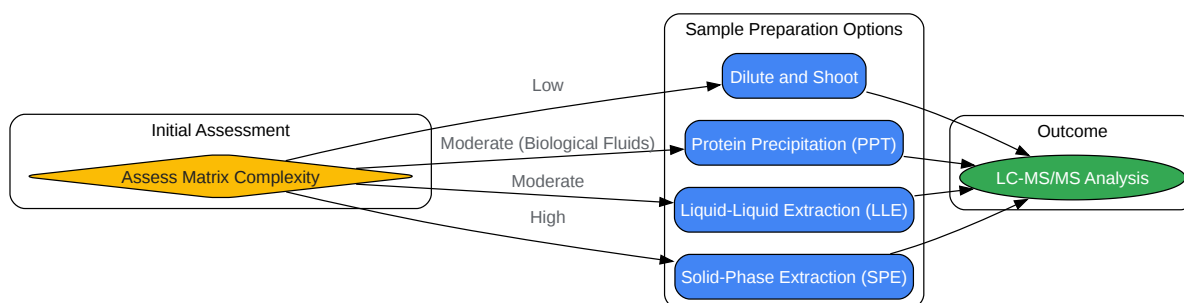 Sample Preparation Options
Dilute and Shoot
Low
Initial Assessment
Outcome
Moderate (Biological Fluids)
Protein Precipitation (PPT)
Assess Matrix Complexity
LC-MS/MS Analysis
Moderate
Liquid-Liquid Extraction (LLE)
High
Solid-Phase Extraction (SPE)